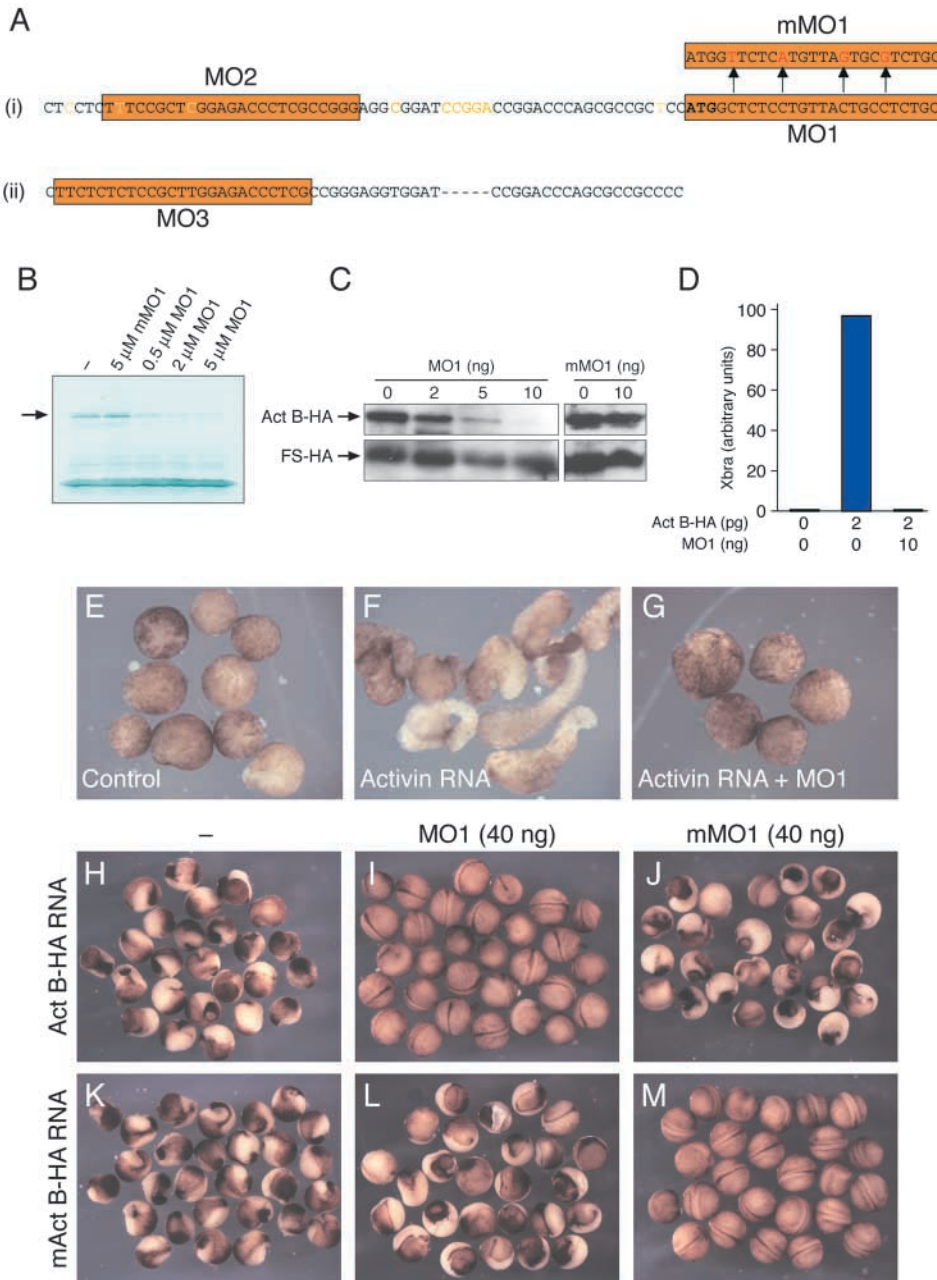 A
mMO1
ATGGTTCTCATGTTAGTGCGTCTGC
MO2
(i) CTCCTCTTTCCGCTCGGAGACCCTCGCCGGGAGGCGGATCCGGACCGGACCCAGCGCCGCTCCATGGCTCTCCTGTTACTGCCTCTGC
MO1
(ii) CTTCTCTCTCCGCTTGGAGACCCTCGCCGGGAGGTGGAT-----CCGGACCCAGCGCCGCCCC
MO3
B
–
5 µM mMO1
0.5 µM MO1
2 µM MO1
5 µM MO1
C
MO1 (ng) mMO1 (ng)
0 2 5 10 0 10
Act B-HA
FS-HA
D
Xbra (arbitrary units)
100
80
60
40
20
0
Act B-HA (pg) 0 2 2
MO1 (ng) 0 0 10
E
Control
F
Activin RNA
G
Activin RNA + MO1
– MO1 (40 ng) mMO1 (40 ng)
Act B-HA RNA
H I J
mAct B-HA RNA
K L M